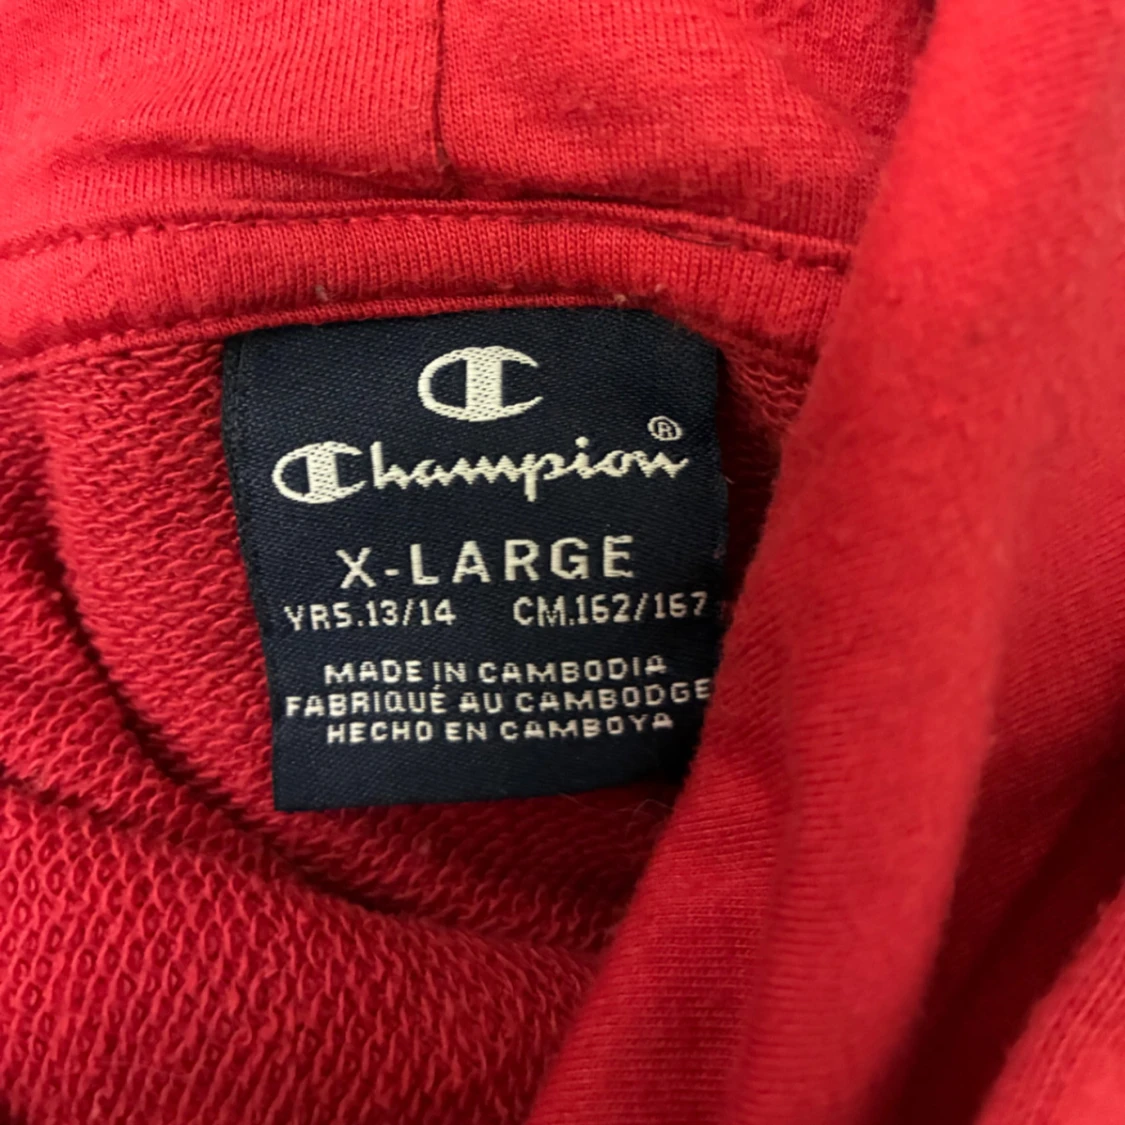 Champion®
X-LARGE
YRS.13/14 CM.162/167
MADE IN CAMBODIA
FABRIQUÉ AU CAMBODGE
HECHO EN CAMBOYA